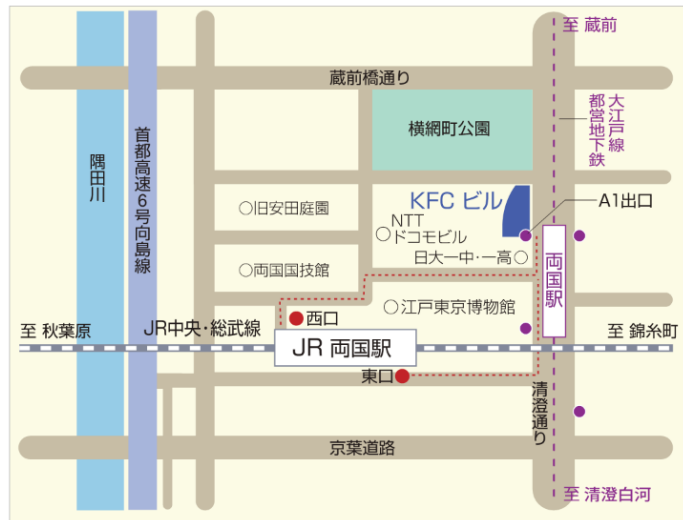 至 蔵前
蔵前橋通り
大江戸線
都営地下鉄
横網町公園
隅田川
首都高速6号向島線
KFC ビル
A1出口
○旧安田庭園
NTT
○ドコモビル
日大一中・一高○
○両国国技館
両国駅
○江戸東京博物館
西口
至 秋葉原
JR中央・総武線
至 錦糸町
JR 両国駅
東口
清澄通り
京葉道路
至 清澄白河